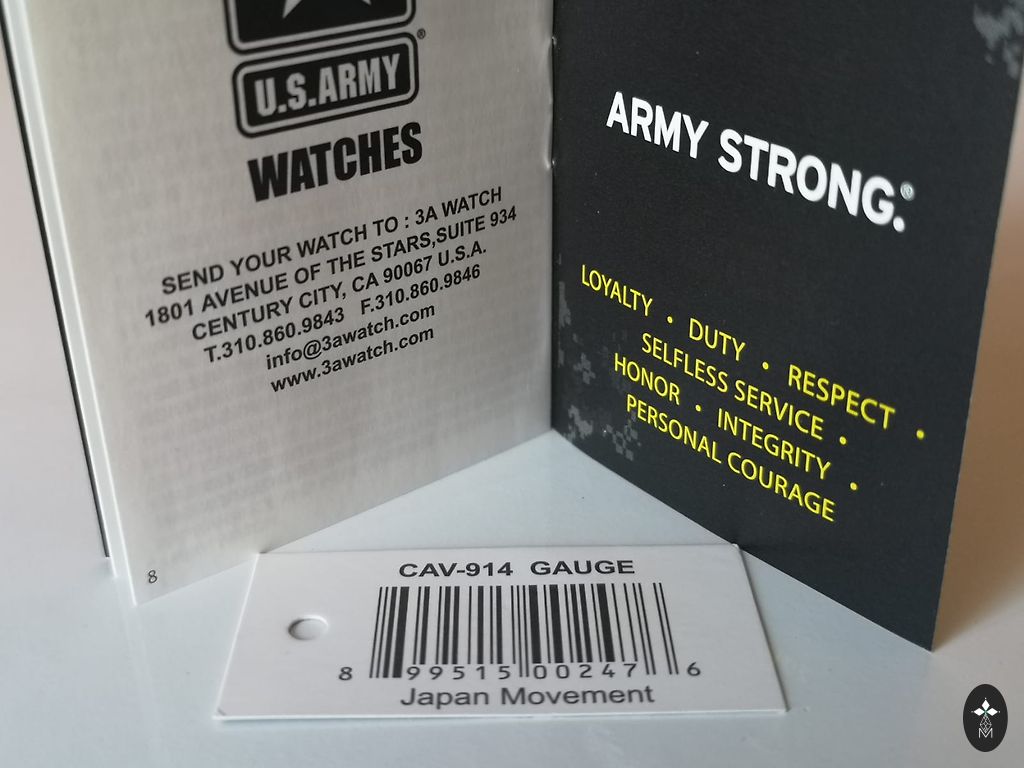 U.S.ARMY®
WATCHES
SEND YOUR WATCH TO : 3A WATCH
1801 AVENUE OF THE STARS,SUITE 934
CENTURY CITY, CA 90067 U.S.A.
T.310.860.9843 F.310.860.9846
info@3awatch.com
www.3awatch.com
8
ARMY STRONG.®
LOYALTY • DUTY • RESPECT •
SELFLESS SERVICE •
HONOR • INTEGRITY •
PERSONAL COURAGE
CAV-914 GAUGE
8 99515 00247 6
Japan Movement
M